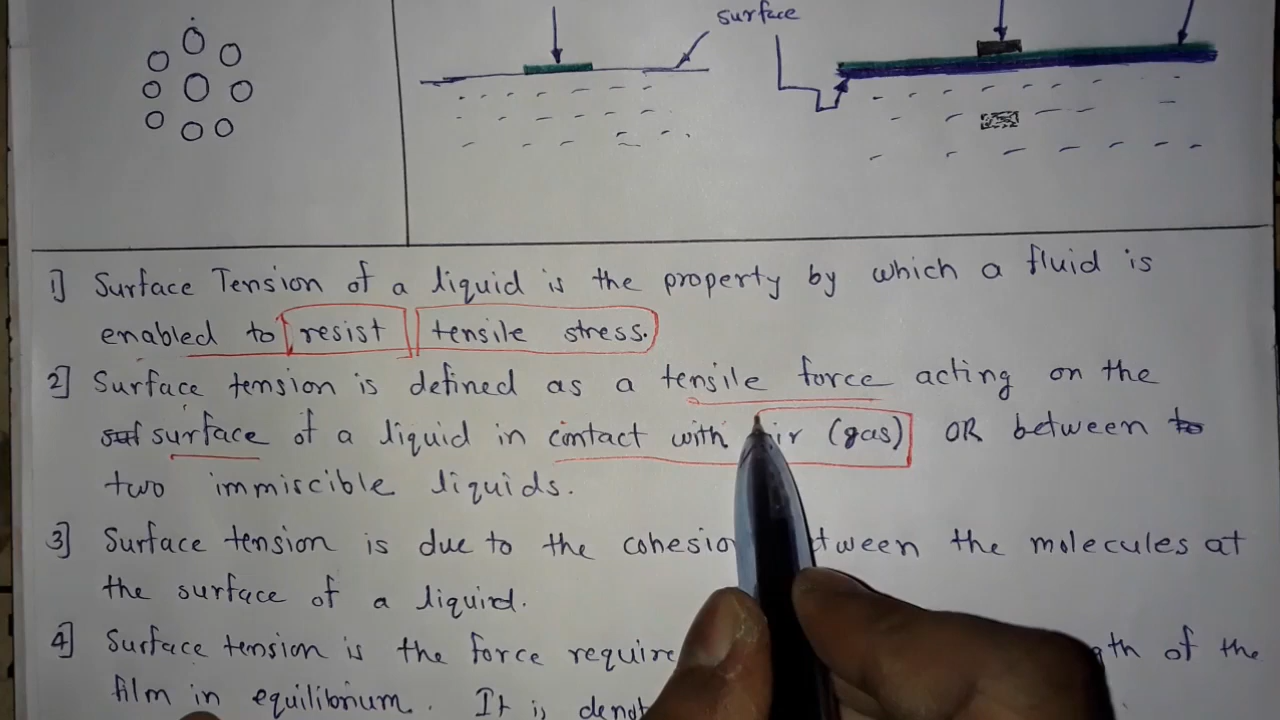 surface
1] Surface Tension of a liquid is the property by which a fluid is
enabled to resist tensile stress.
2] Surface tension is defined as a tensile force acting on the
surface of a liquid in contact with air (gas) OR between
two immiscible liquids.
3] Surface tension is due to the the molecules at
the surface of a liquid.
4] Surface tension is the force of the
film in equilibrium. It is